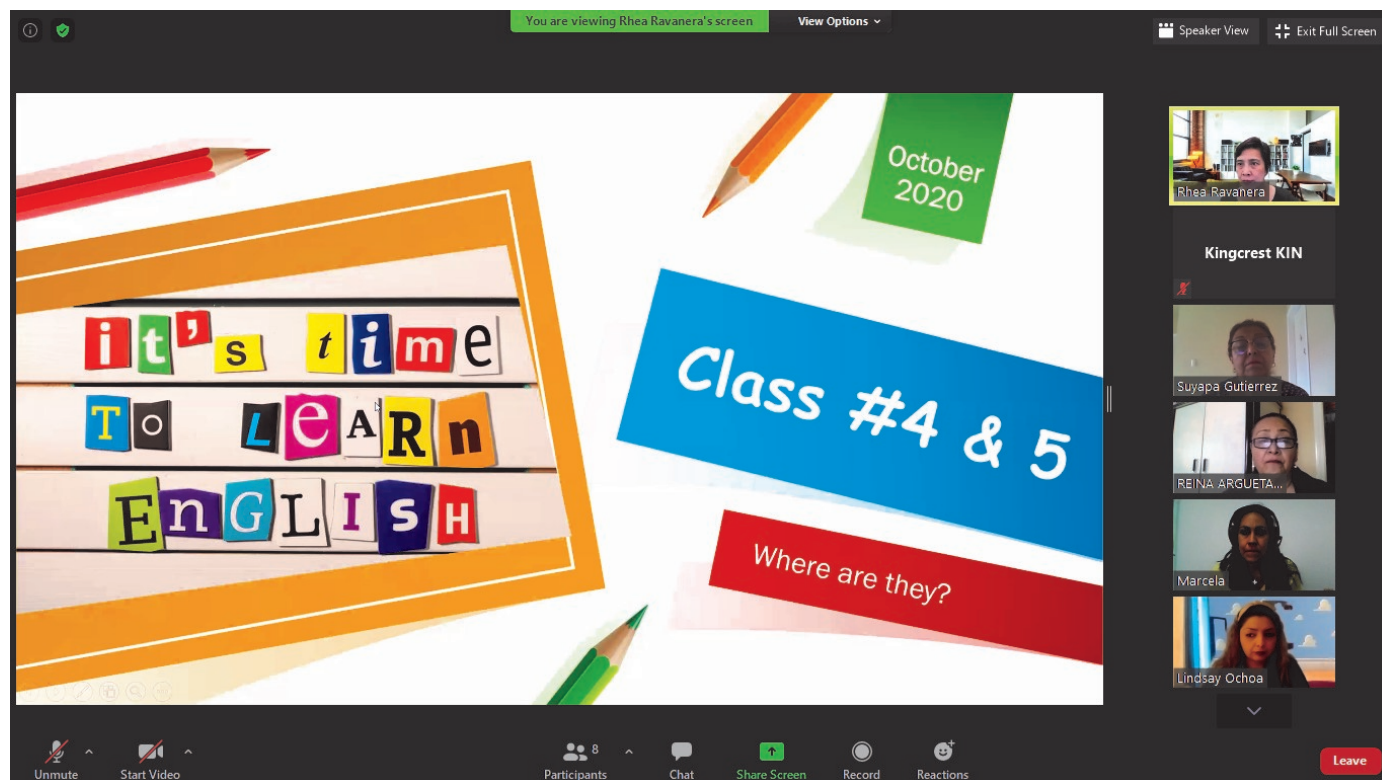 You are viewing Rhea Ravanera's screen
View Options
Speaker View
Exit Full Screen
October
2020
it's time
To LeARn
EnGLISH
Class #4 & 5
Where are they?
Rhea Ravanera
Kingcrest KIN
Suyapa Gutierrez
REINA ARGUETA...
Marcela
Lindsay Ochoa
Unmute
Start Video
8
Participants
Chat
Share Screen
Record
Reactions
Leave